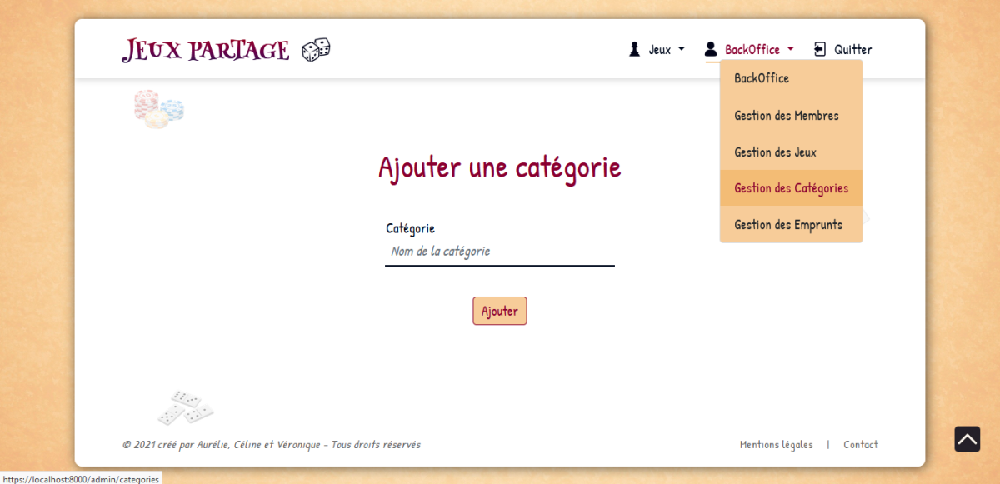 JEUX PARTAGE
Jeux BackOffice Quitter
BackOffice
Gestion des Membres
Gestion des Jeux
Gestion des Catégories
Gestion des Emprunts
Ajouter une catégorie
Catégorie
Nom de la catégorie
Ajouter
© 2021 créé par Aurélie, Céline et Véronique - Tous droits réservés
Mentions légales | Contact
https://localhost:8000/admin/categories